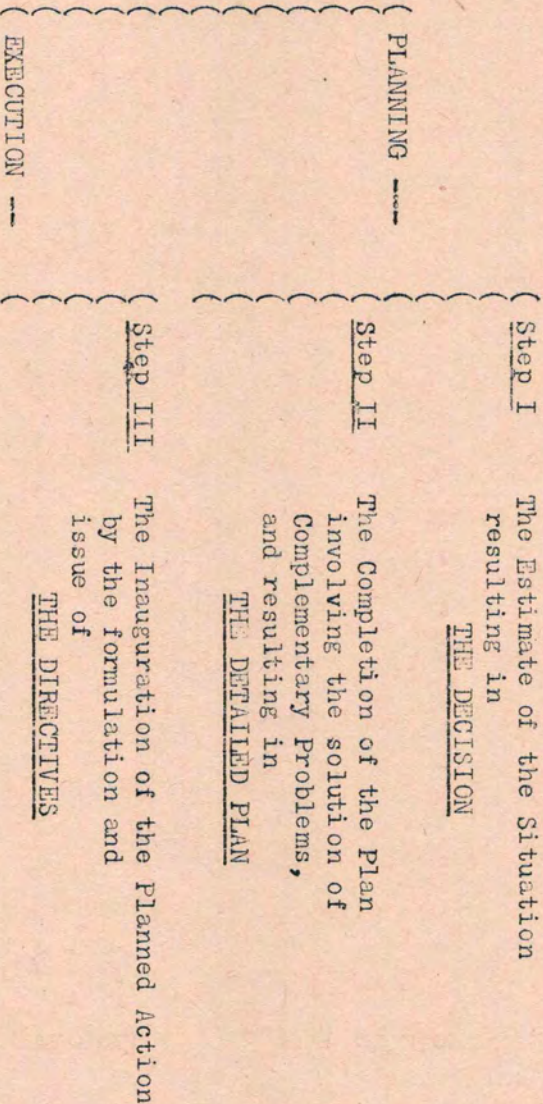 PLANNING ---
Step I The Estimate of the Situation
resulting in
THE DECISION
Step II The Completion of the Plan
involving the solution of
Complementary Problems,
and resulting in
THE DETAILED PLAN
EXECUTION --
Step III The Inauguration of the Planned Action
by the formulation and
issue of
THE DIRECTIVES